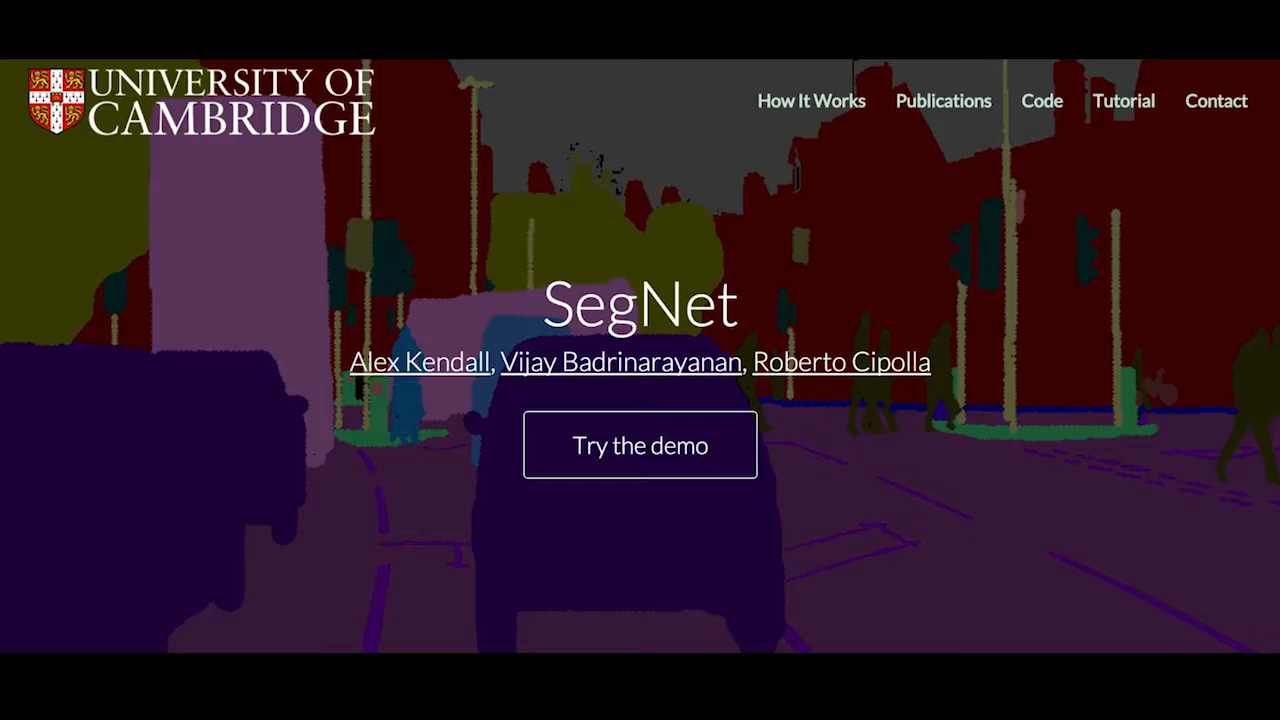 UNIVERSITY OF
CAMBRIDGE
How It Works Publications Code Tutorial Contact
SegNet
Alex Kendall, Vijay Badrinarayanan, Roberto Cipolla
Try the demo